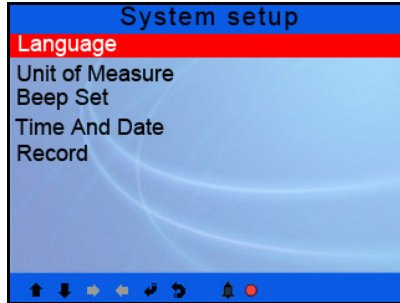 System setup
Language
Unit of Measure
Beep Set
Time And Date
Record